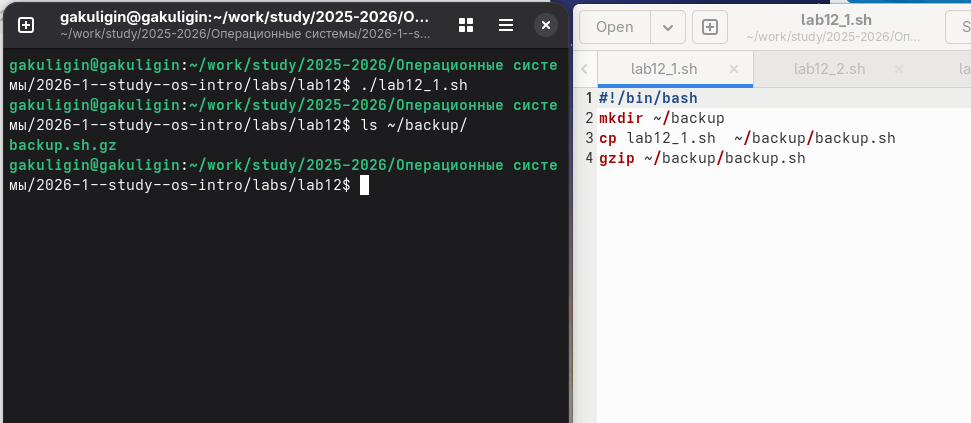 gakuligin@gakuligin:~/work/study/2025-2026/О...
~/work/study/2025-2026/Операционные системы/2026-1--s...
gakuligin@gakuligin:~/work/study/2025-2026/Операционные систе
мы/2026-1--study--os-intro/labs/lab12$ ./lab12_1.sh
gakuligin@gakuligin:~/work/study/2025-2026/Операционные систе
мы/2026-1--study--os-intro/labs/lab12$ ls ~/backup/
backup.sh.gz
gakuligin@gakuligin:~/work/study/2025-2026/Операционные систе
мы/2026-1--study--os-intro/labs/lab12$
Open
lab12_1.sh
~/work/study/2025-2026/Оп...
lab12_1.sh
lab12_2.sh
la
1 #!/bin/bash
2 mkdir ~/backup
3 cp lab12_1.sh  ~/backup/backup.sh
4 gzip ~/backup/backup.sh